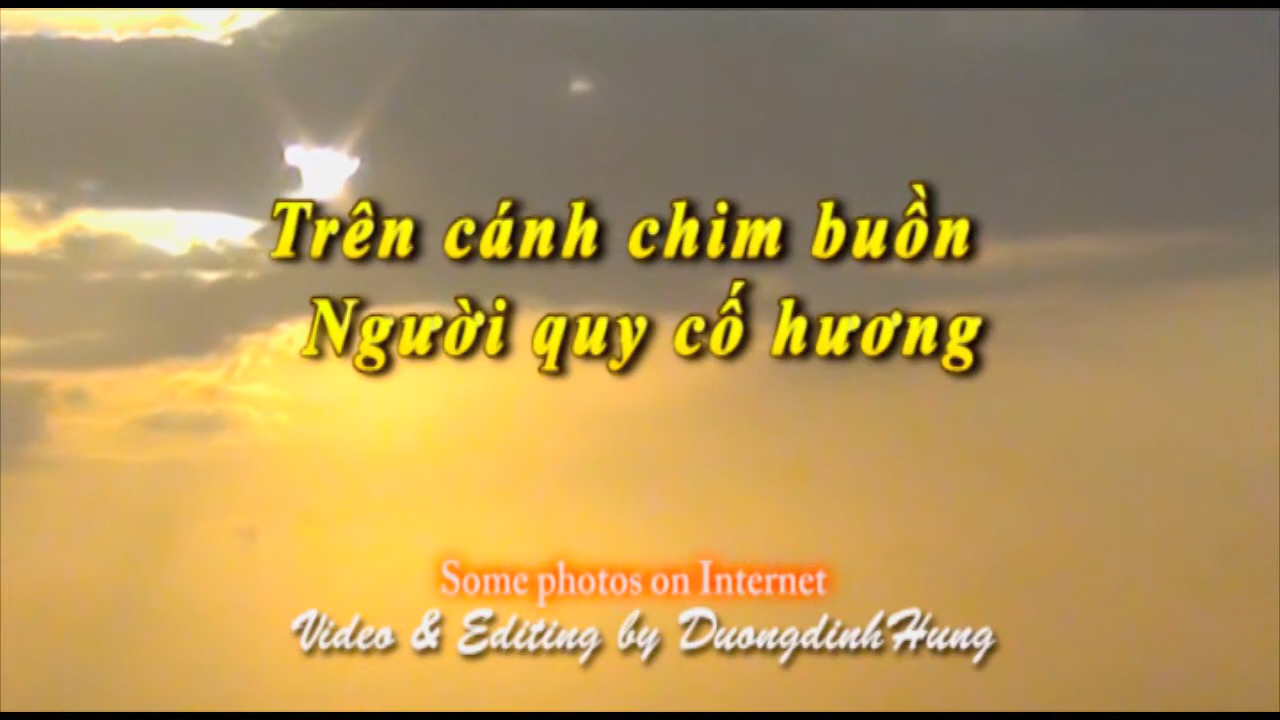 Trên cánh chim buồn
Người quy cố hương
Some photos on Internet
Video & Editing by DuongdinhHung